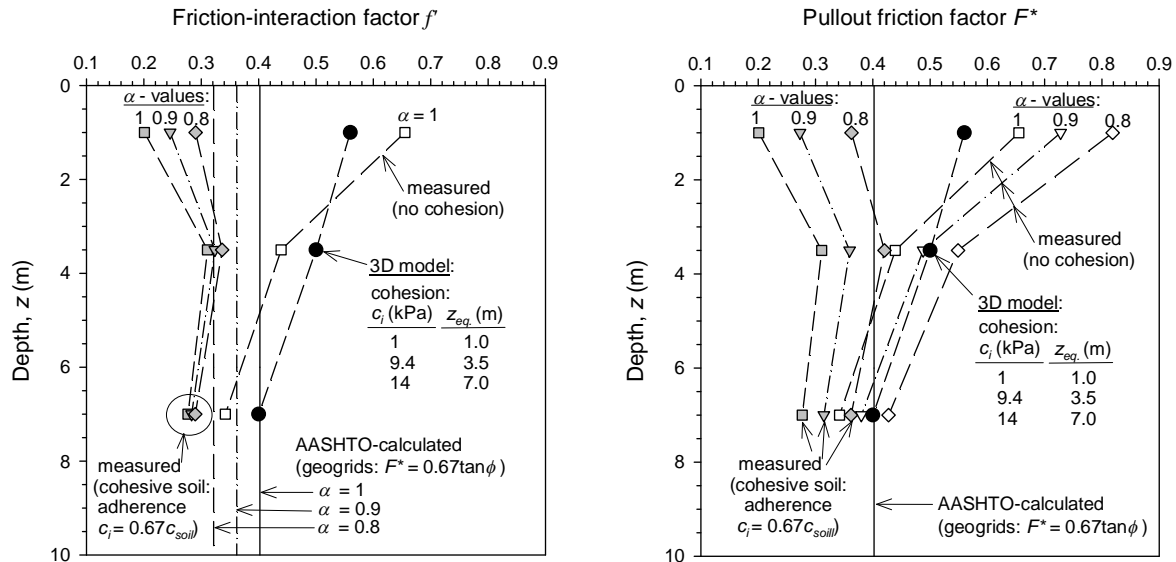 Friction-interaction factor f'
0.1 0.2 0.3 0.4 0.5 0.6 0.7 0.8 0.9
0
2
4
6
8
10
Depth, z (m)
α - values:
1 0.9 0.8
α = 1
measured
(no cohesion)
3D model:
cohesion:
c_i (kPa) z_eq. (m)
1 1.0
9.4 3.5
14 7.0
measured
(cohesive soil:
adherence
c_i = 0.67c_soil)
AASHTO-calculated
(geogrids: F* = 0.67tanϕ)
α = 1
α = 0.9
α = 0.8
Pullout friction factor F*
0.1 0.2 0.3 0.4 0.5 0.6 0.7 0.8 0.9
0
2
4
6
8
10
Depth, z (m)
α - values:
1 0.9 0.8
α - values:
1 0.9 0.8
measured
(no cohesion)
3D model:
cohesion:
c_i (kPa) z_eq. (m)
1 1.0
9.4 3.5
14 7.0
measured
(cohesive soil:
adherence
c_i = 0.67c_soill)
AASHTO-calculated
(geogrids: F* = 0.67tanϕ)